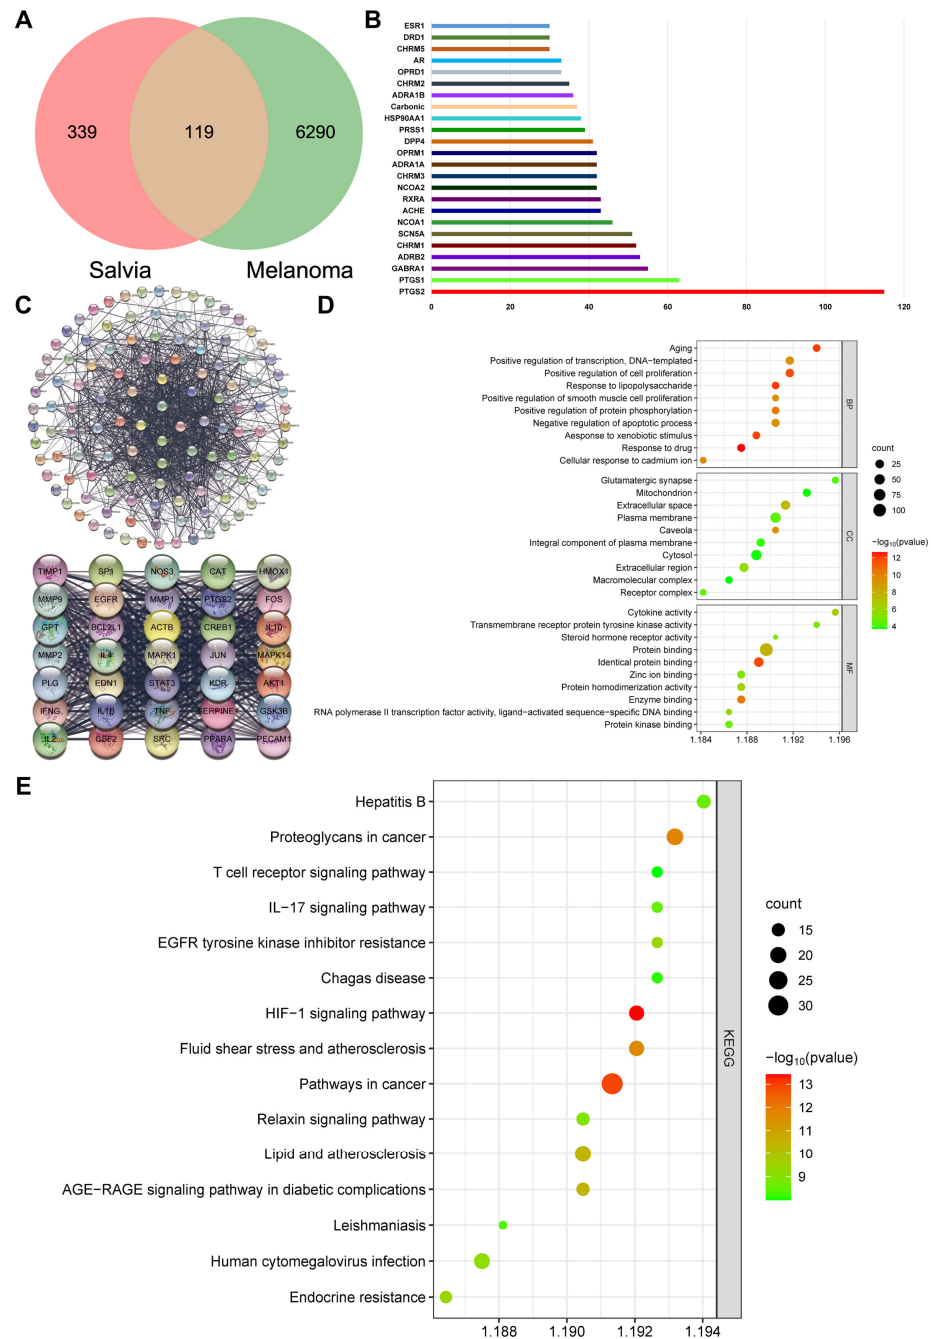 A
339
119
6290
Salvia
Melanoma
B
ESR1
DRD1
CHRM5
AR
OPRD1
CHRM2
ADRA1B
Carbonic
HSP90AA1
PRSS1
DPP4
OPRM1
ADRA1A
CHRM3
NCOA2
RXRA
ACHE
NCOA1
SCN5A
CHRM1
ADRB2
GABRA1
PTGS1
PTGS2
0 20 40 60 80 100 120
C
TIMP1 SP1 NOS3 CAT HMOX1
MMP9 EGFR MMP1 PTGS2 FOS
GPT BCL2L1 ACTB CREB1 IL10
MMP2 IL4 MAPK1 JUN MAPK14
PLG EDN1 STAT3 KDR AKT1
IFNG IL1B TNF SERPINE1 GSK3B
IL2 CSF2 SRC PPARA PECAM1
D
Aging
Positive regulation of transcription, DNA-templated
Positive regulation of cell proliferation
Response to lipopolysaccharide
Positive regulation of smooth muscle cell proliferation
Positive regulation of protein phosphorylation
Negative regulation of apoptotic process
Aesponse to xenobiotic stimulus
Response to drug
Cellular response to cadmium ion
BP
Glutamatergic synapse
Mitochondrion
Extracellular space
Plasma membrane
Caveola
Integral component of plasma membrane
Cytosol
Extracellular region
Macromolecular complex
Receptor complex
CC
Cytokine activity
Transmembrane receptor protein tyrosine kinase activity
Steroid hormone receptor activity
Protein binding
Identical protein binding
Zinc ion binding
Protein homodimerization activity
Enzyme binding
RNA polymerase II transcription factor activity, ligand-activated sequence-specific DNA binding
Protein kinase binding
MF
1.184 1.188 1.192 1.196
count
25
50
75
100
−log10(pvalue)
12
10
8
6
4
E
Hepatitis B
Proteoglycans in cancer
T cell receptor signaling pathway
IL−17 signaling pathway
EGFR tyrosine kinase inhibitor resistance
Chagas disease
HIF−1 signaling pathway
Fluid shear stress and atherosclerosis
Pathways in cancer
Relaxin signaling pathway
Lipid and atherosclerosis
AGE−RAGE signaling pathway in diabetic complications
Leishmaniasis
Human cytomegalovirus infection
Endocrine resistance
KEGG
1.188 1.190 1.192 1.194
count
15
20
25
30
−log10(pvalue)
13
12
11
10
9